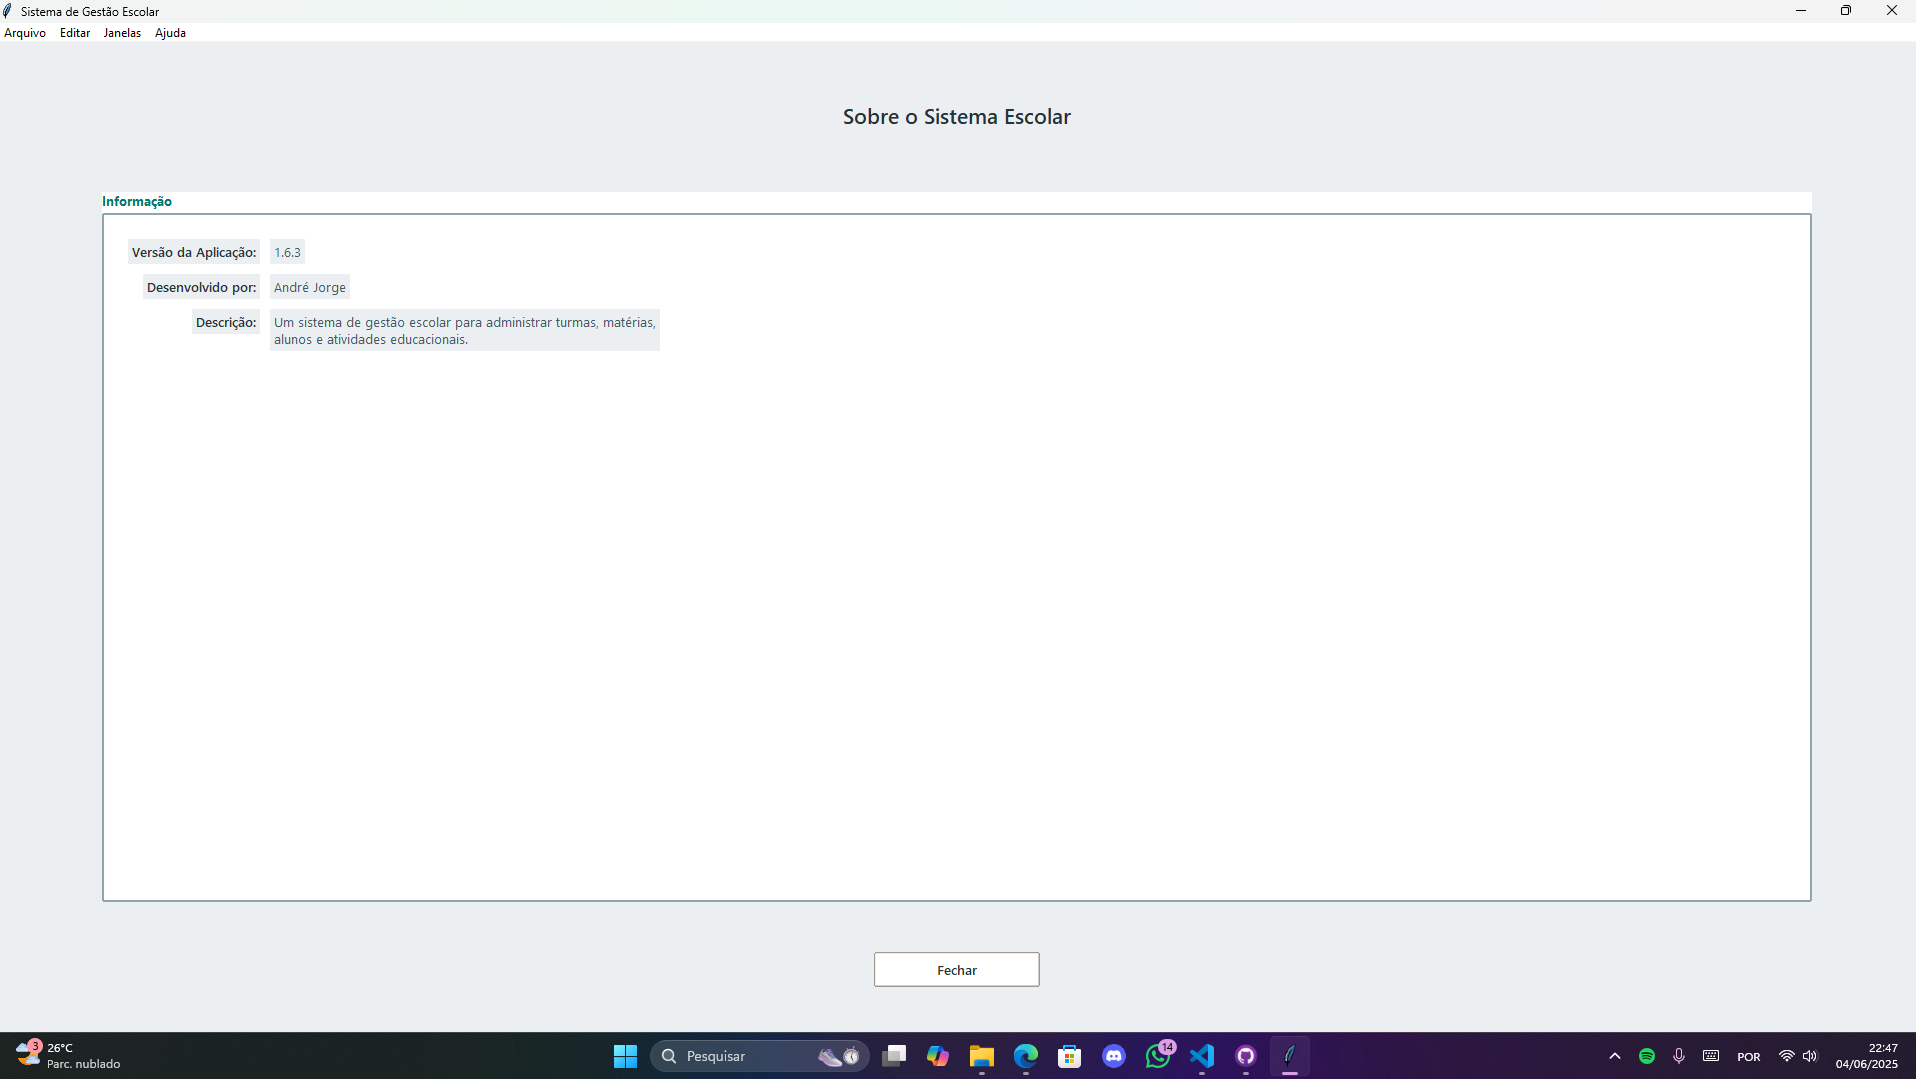 Sistema de Gestão Escolar
Arquivo Editar Janelas Ajuda
Sobre o Sistema Escolar
Informação
Versão da Aplicação: 1.6.3
Desenvolvido por: André Jorge
Descrição: Um sistema de gestão escolar para administrar turmas, matérias,
alunos e atividades educacionais.
Fechar
3
26°C
Parc. nublado
Pesquisar
14
POR
22:47
04/06/2025